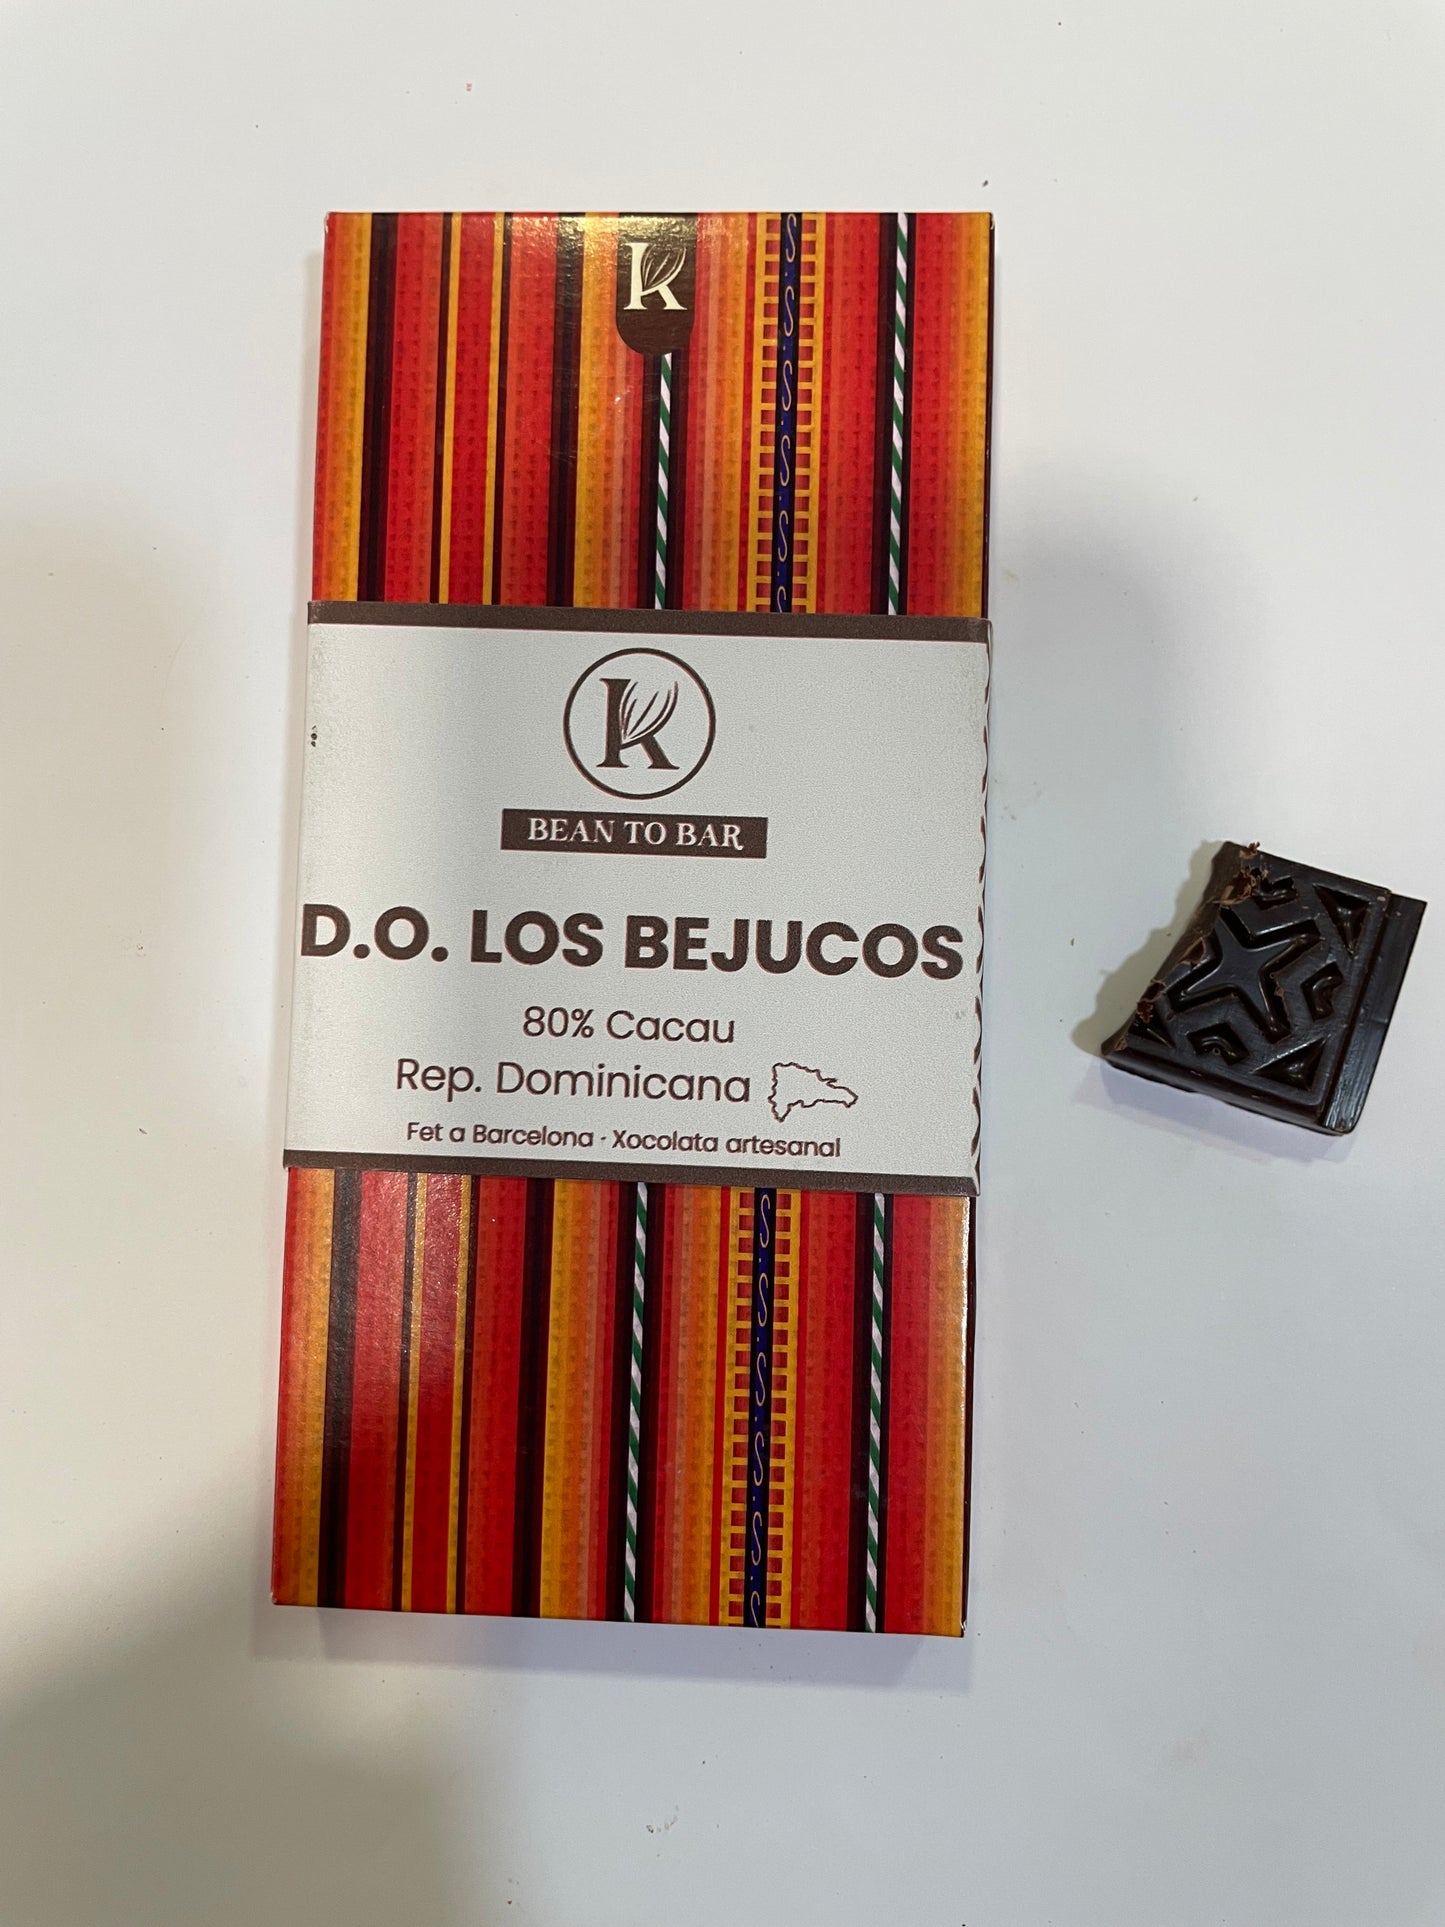 K
K
BEAN TO BAR
D.O. LOS BEJUCOS
80% Cacau
Rep. Dominicana
Fet a Barcelona · Xocolata artesanal